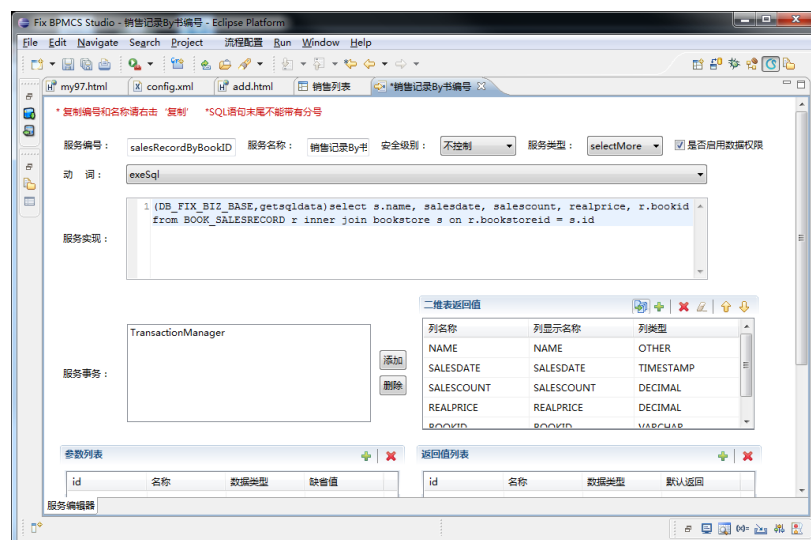 Fix BPMCS Studio - 销售记录By书编号 - Eclipse Platform
File Edit Navigate Search Project 流程配置 Run Window Help
my97.html config.xml add.html 销售列表 *销售记录By书编号
* 复制编号和名称请右击‘复制’ *SQL语句末尾不能带有分号
服务编号： salesRecordByBookID 服务名称： 销售记录By书 安全级别： 不控制 服务类型： selectMore 是否启用数据权限
动 词： exeSql
1 (DB_FIX_BIZ_BASE,getsqldata)select s.name, salesdate, salescount, realprice, r.bookid
from BOOK_SALESRECORD r inner join bookstore s on r.bookstoreid = s.id
服务实现：
二维表返回值
列名称 列显示名称 列类型
NAME NAME OTHER
SALESDATE SALESDATE TIMESTAMP
SALESCOUNT SALESCOUNT DECIMAL
REALPRICE REALPRICE DECIMAL
BOOKID BOOKID VARCHAR
服务事务：
TransactionManager
添加
删除
参数列表
id 名称 数据类型 缺省值
返回值列表
id 名称 数据类型 默认返回
服务编辑器